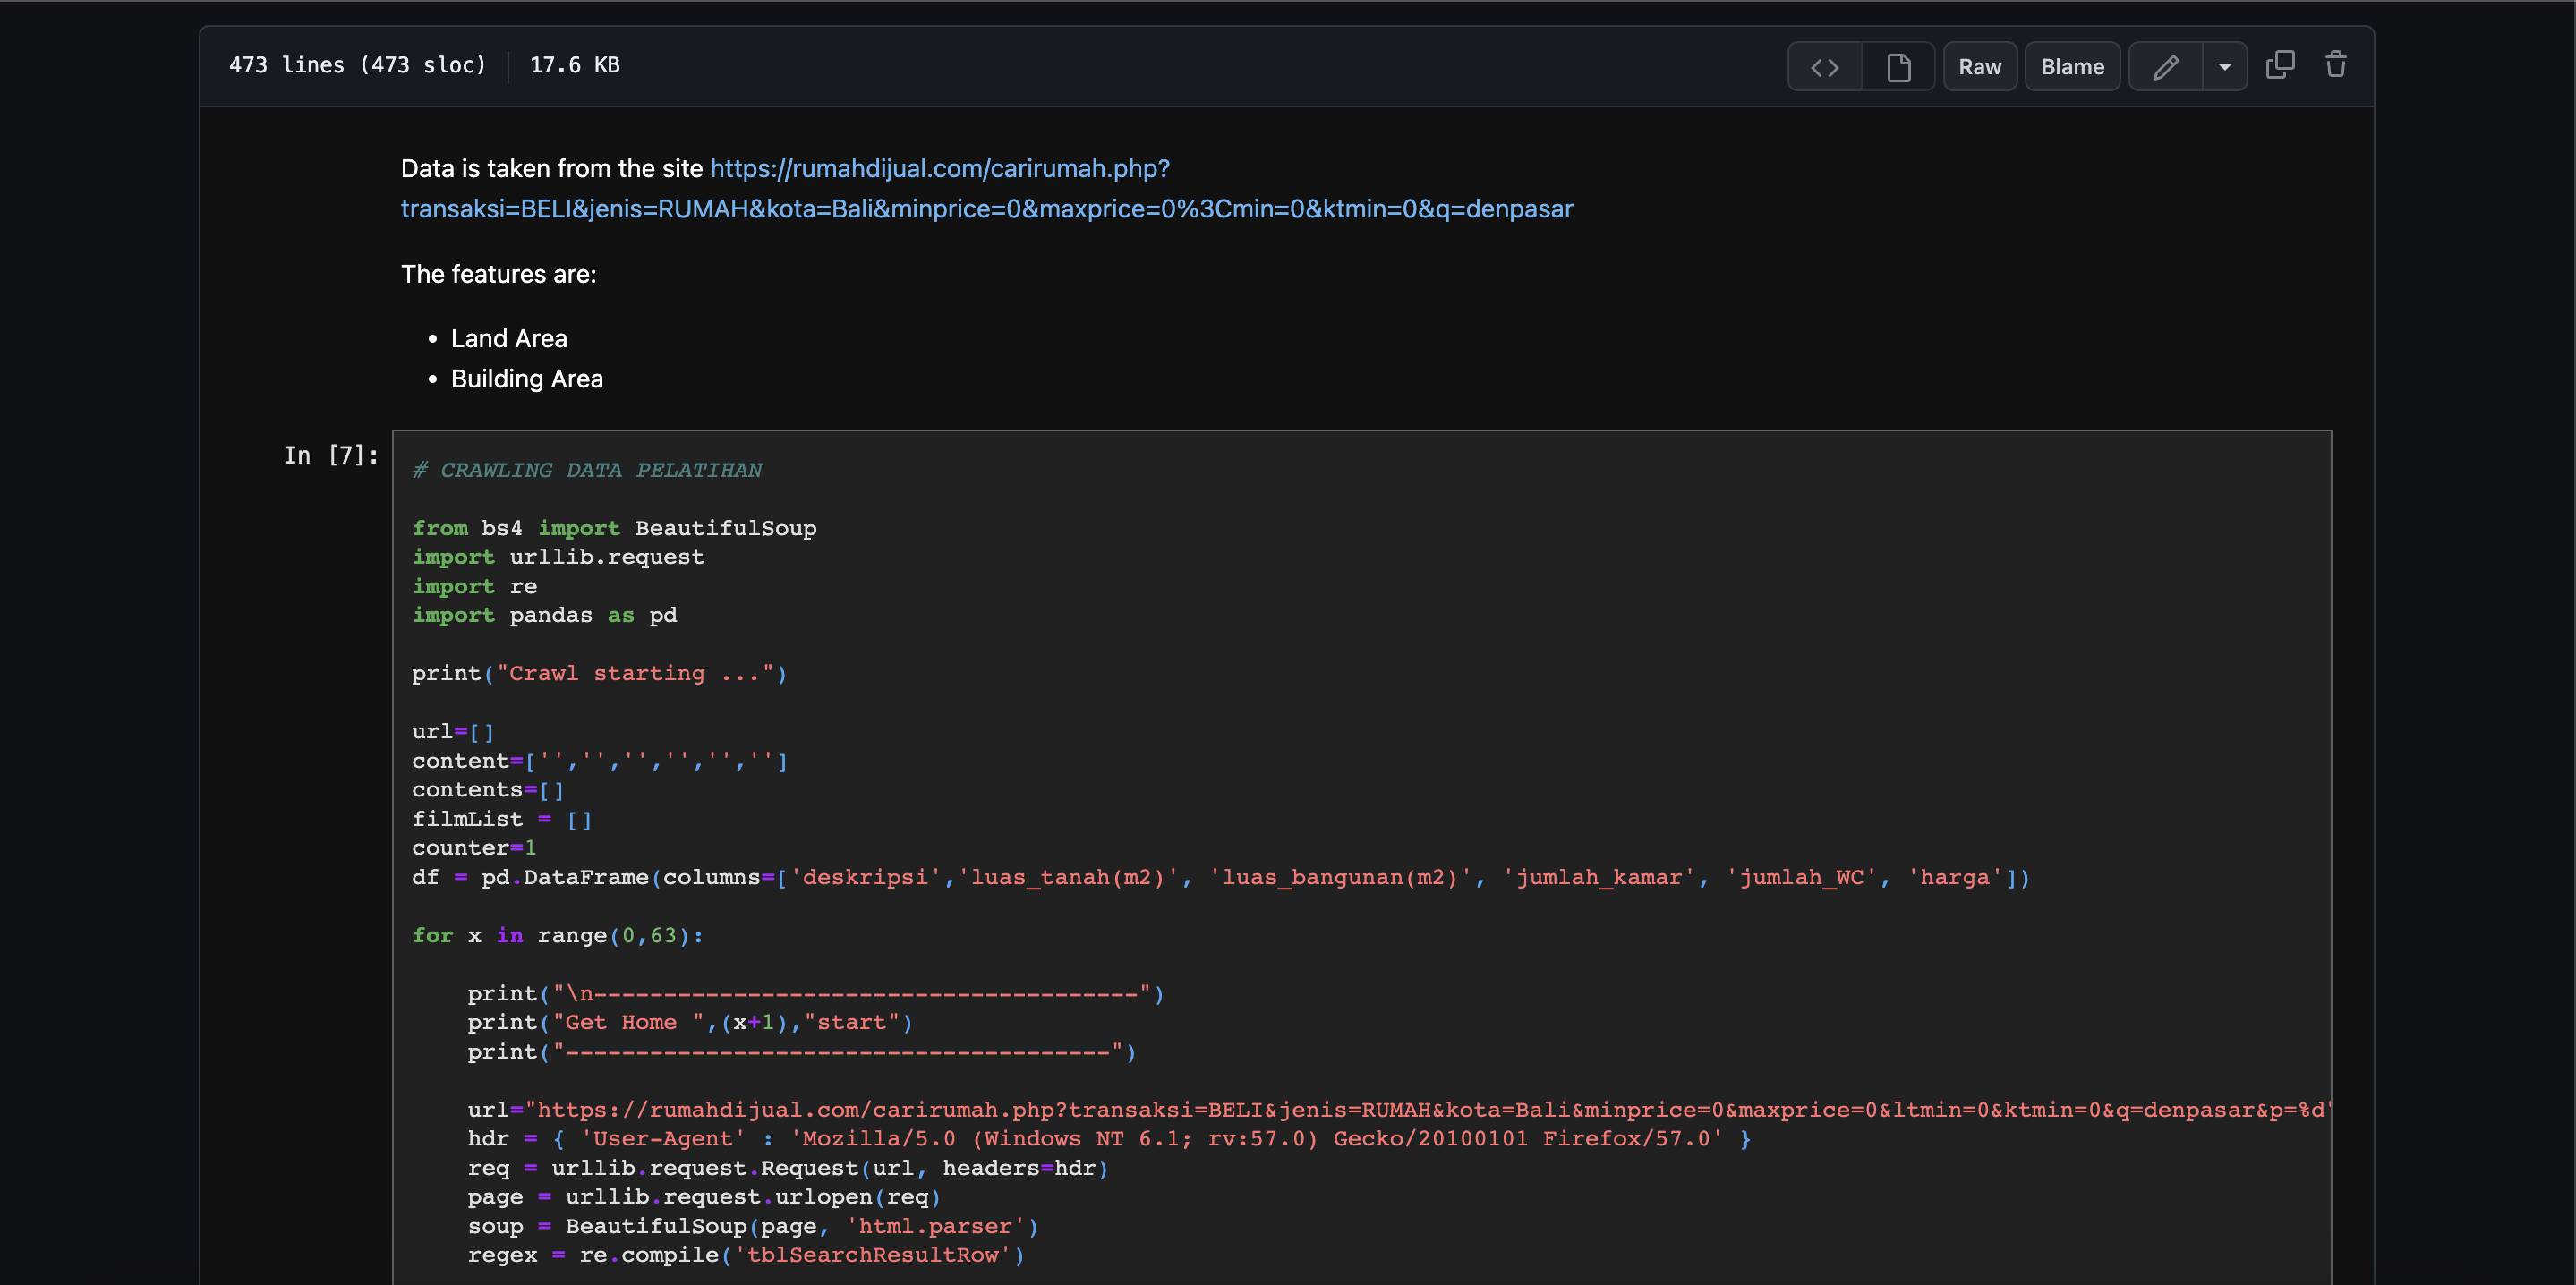 473 lines (473 sloc) 17.6 KB
Raw Blame
Data is taken from the site https://rumahdijual.com/carirumah.php?
transaksi=BELI&jenis=RUMAH&kota=Bali&minprice=0&maxprice=0%3Cmin=0&ktmin=0&q=denpasar
The features are:
• Land Area
• Building Area
In [7]:
# CRAWLING DATA PELATIHAN
from bs4 import BeautifulSoup
import urllib.request
import re
import pandas as pd
print("Crawl starting ...")
url=[]
content=['','','','','','']
contents=[]
filmList = []
counter=1
df = pd.DataFrame(columns=['deskripsi','luas_tanah(m2)', 'luas_bangunan(m2)', 'jumlah_kamar', 'jumlah_WC', 'harga'])
for x in range(0,63):
print("\n---------------------------------------")
print("Get Home ",(x+1),"start")
print("---------------------------------------")
url="https://rumahdijual.com/carirumah.php?transaksi=BELI&jenis=RUMAH&kota=Bali&minprice=0&maxprice=0&ltmin=0&ktmin=0&q=denpasar&p=%d"
hdr = { 'User-Agent' : 'Mozilla/5.0 (Windows NT 6.1; rv:57.0) Gecko/20100101 Firefox/57.0' }
req = urllib.request.Request(url, headers=hdr)
page = urllib.request.urlopen(req)
soup = BeautifulSoup(page, 'html.parser')
regex = re.compile('tblSearchResultRow')